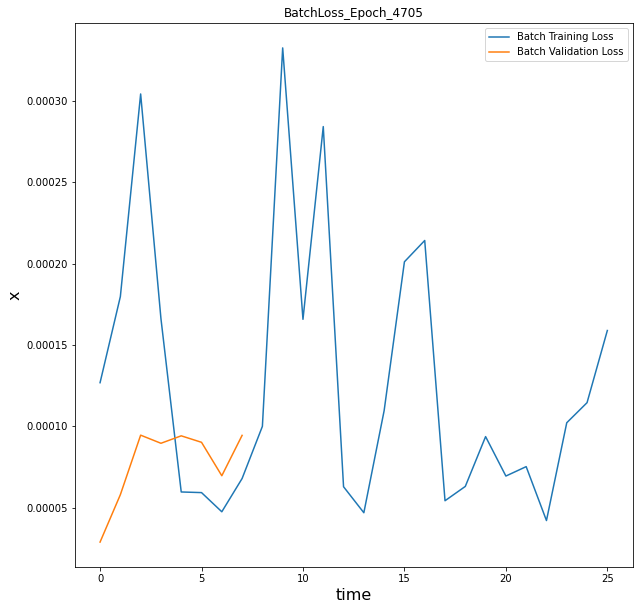 BatchLoss_Epoch_4705
Batch Training Loss
Batch Validation Loss
0.00030
0.00025
0.00020
0.00015
0.00010
0.00005
x
0 5 10 15 20 25
time